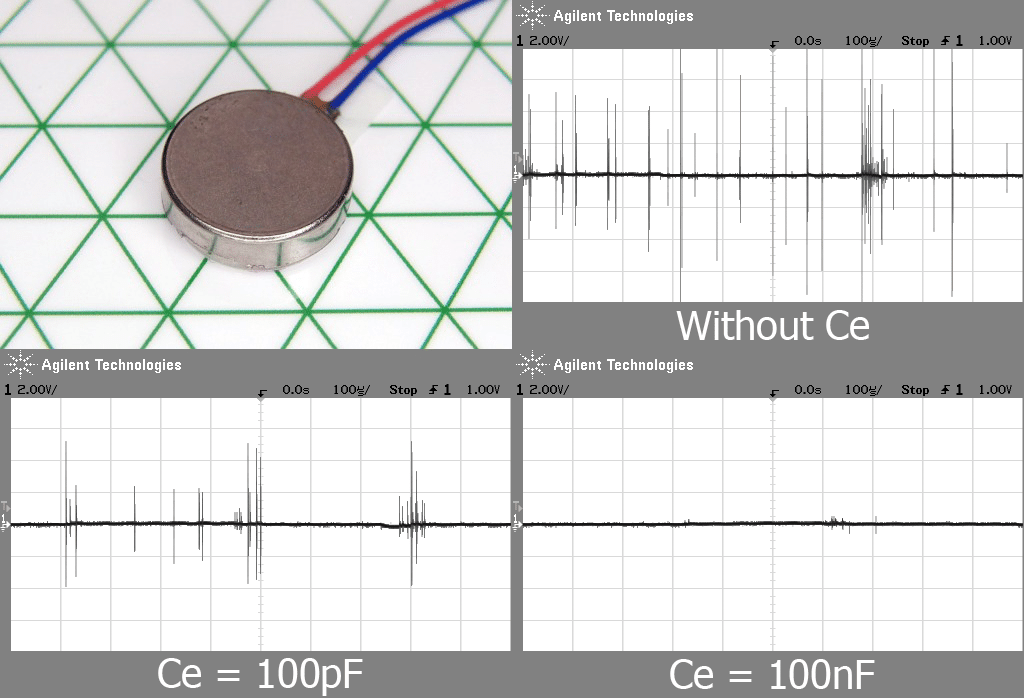 Agilent Technologies
1 2.00V/ 0.0s 100㎲/ Stop 1 1.00V
Without Ce
Agilent Technologies
1 2.00V/ 0.0s 100㎲/ Stop 1 1.00V
Ce = 100pF
Agilent Technologies
1 2.00V/ 0.0s 100㎲/ Stop 1 1.00V
Ce = 100nF